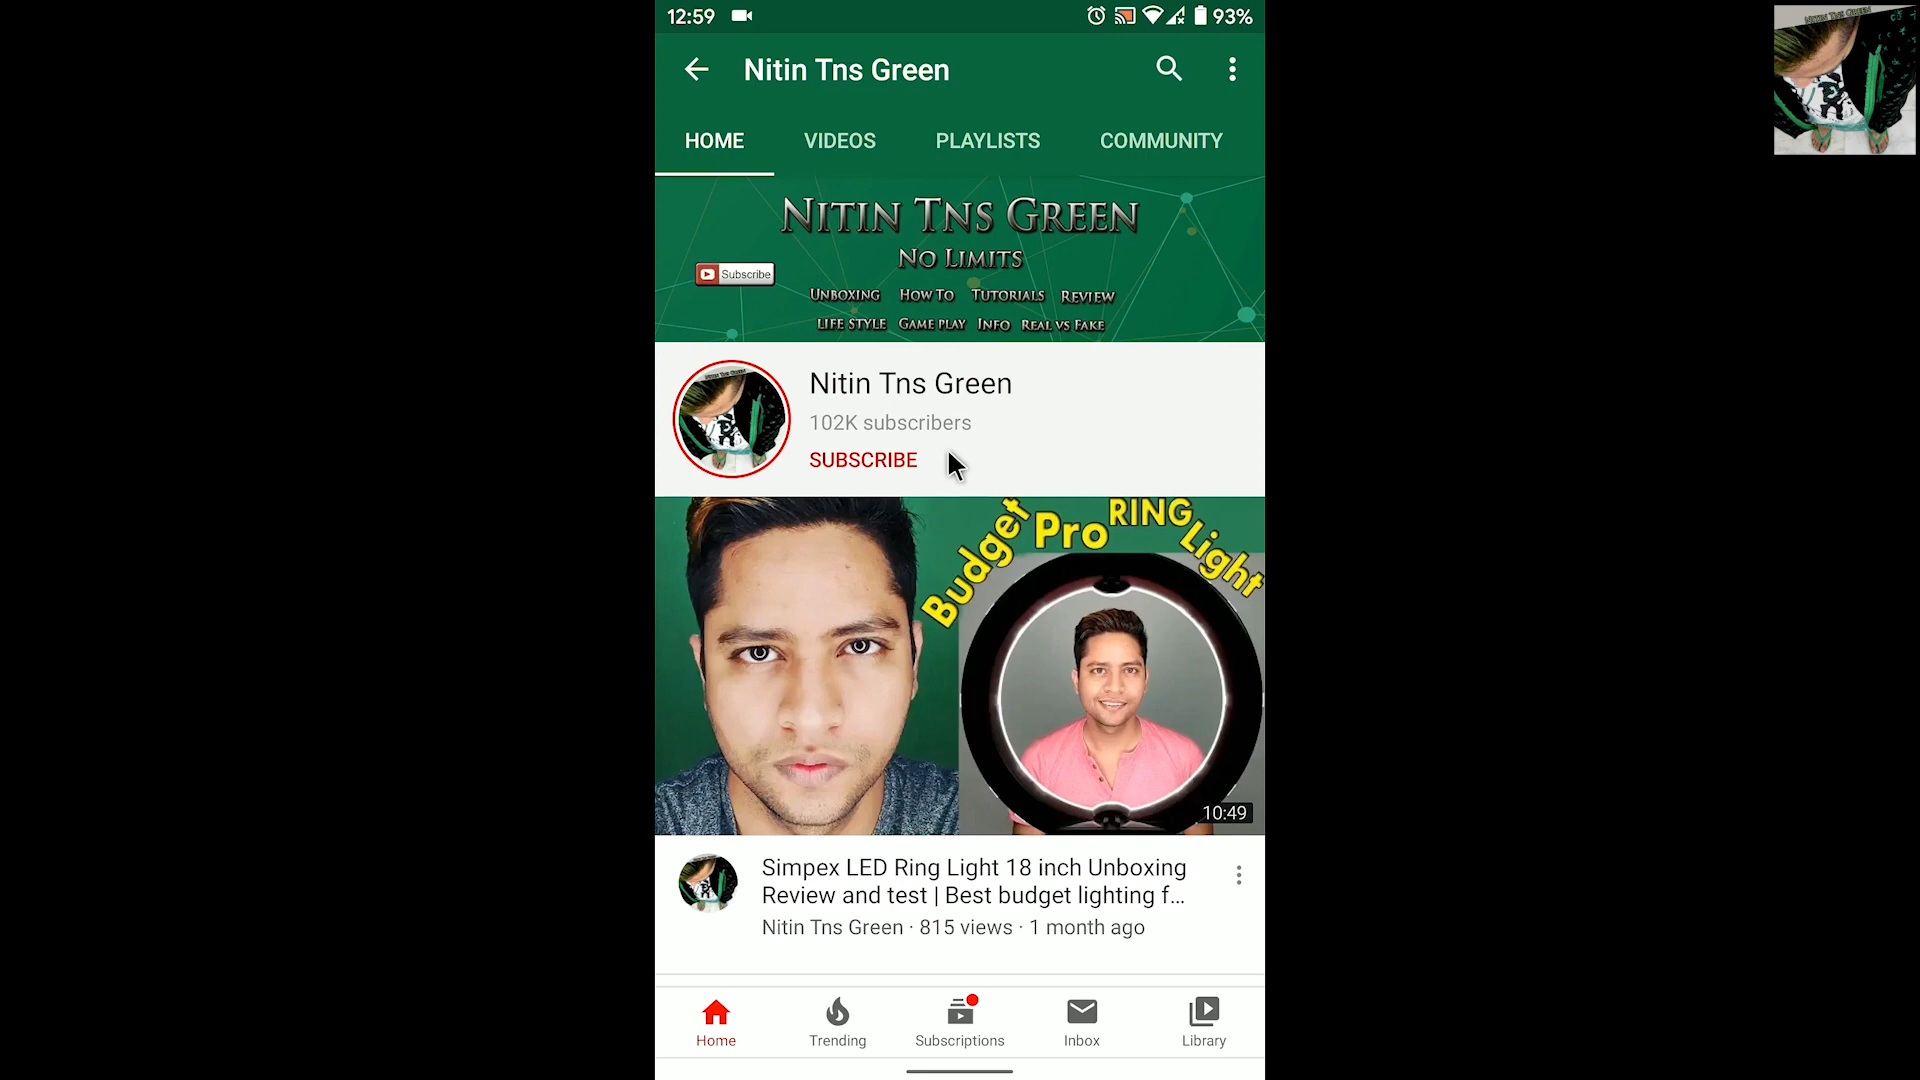 12:59
93%
NITIN TNS GREEN
Nitin Tns Green
HOME VIDEOS PLAYLISTS COMMUNITY
NITIN TNS GREEN
NO LIMITS
Subscribe
UNBOXING HOW TO TUTORIALS REVIEW
LIFE STYLE GAME PLAY INFO REAL VS FAKE
Nitin Tns Green
102K subscribers
SUBSCRIBE
Budget Pro RING Light
10:49
Simpex LED Ring Light 18 inch Unboxing
Review and test | Best budget lighting f...
Nitin Tns Green · 815 views · 1 month ago
Home Trending Subscriptions Inbox Library